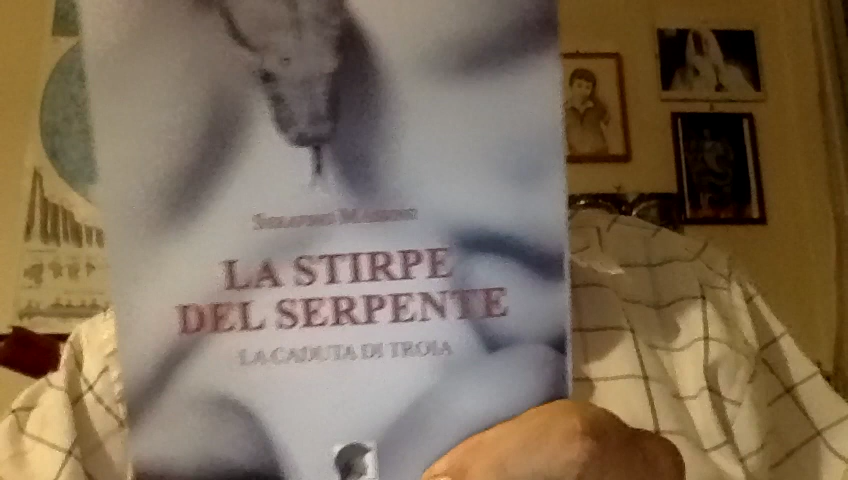 LA STIRPE
DEL SERPENTE
LA CADUTA DI TROIA